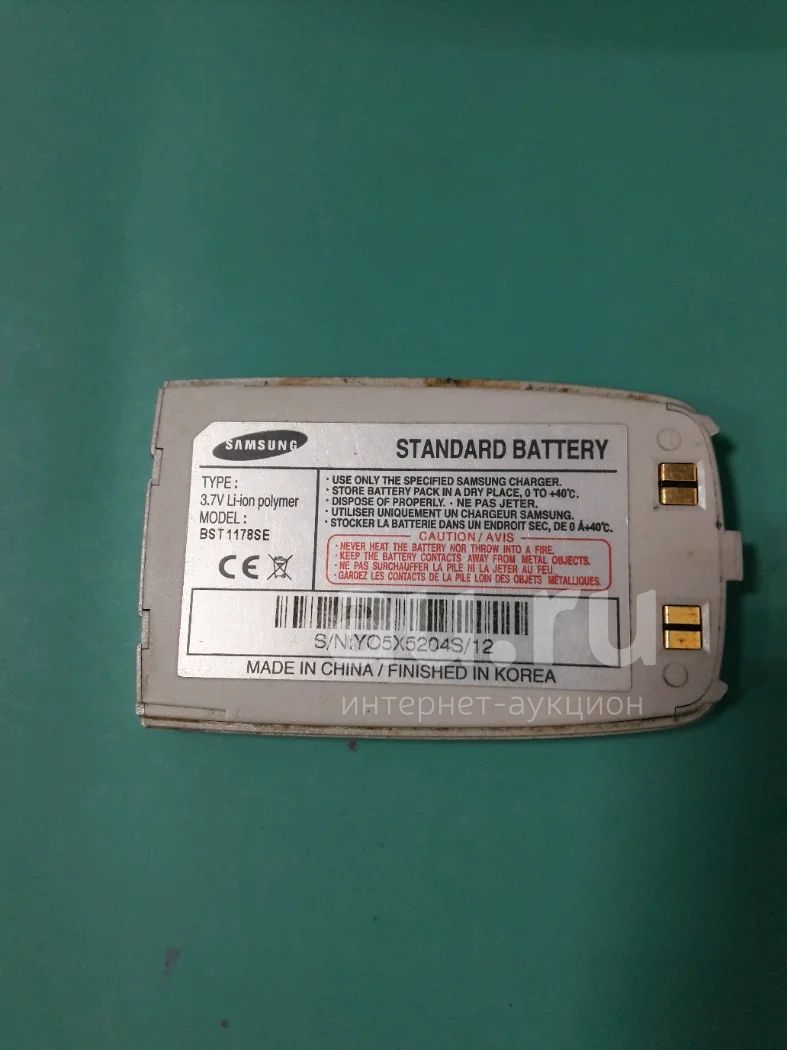 SAMSUNG
STANDARD BATTERY
TYPE :
3.7V Li-ion polymer
MODEL :
BST1178SE
CE
· USE ONLY THE SPECIFIED SAMSUNG CHARGER.
· STORE BATTERY PACK IN A DRY PLACE, 0 TO +40℃.
· DISPOSE OF PROPERLY. · NE PAS JETER.
· UTILISER UNIQUEMENT UN CHARGEUR SAMSUNG.
· STOCKER LA BATTERIE DANS UN ENDROIT SEC, DE 0 Á+40℃.
CAUTION / AVIS
· NEVER HEAT THE BATTERY NOR THROW INTO A FIRE.
· KEEP THE BATTERY CONTACTS AWAY FROM METAL OBJECTS.
· NE PAS SURCHAUFFER LA PILE NI LA JETER AU FEU.
· GARDEZ LES CONTACTS DE LA PILE LOIN DES OBJETS MÉTALLIQUES.
S/N:YO5X5204S/12
MADE IN CHINA / FINISHED IN KOREA
au.ru
интернет-аукцион